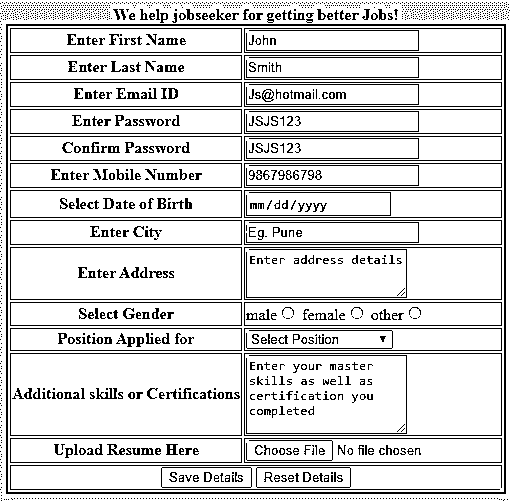 We help jobseeker for getting better Jobs!
Enter First Name John
Enter Last Name Smith
Enter Email ID Js@hotmail.com
Enter Password JSJS123
Confirm Password JSJS123
Enter Mobile Number 9867986798
Select Date of Birth mm/dd/yyyy
Enter City Eg. Pune
Enter Address Enter address details
Select Gender male female other
Position Applied for Select Position
Additional skills or Certifications Enter your master
skills as well as
certification you
completed
Upload Resume Here Choose File No file chosen
Save Details Reset Details